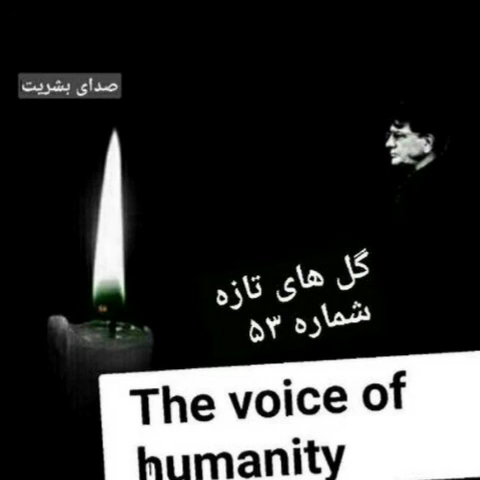 صدای بشریت
گل های تازه
شماره ۵۳
The voice of
humanity